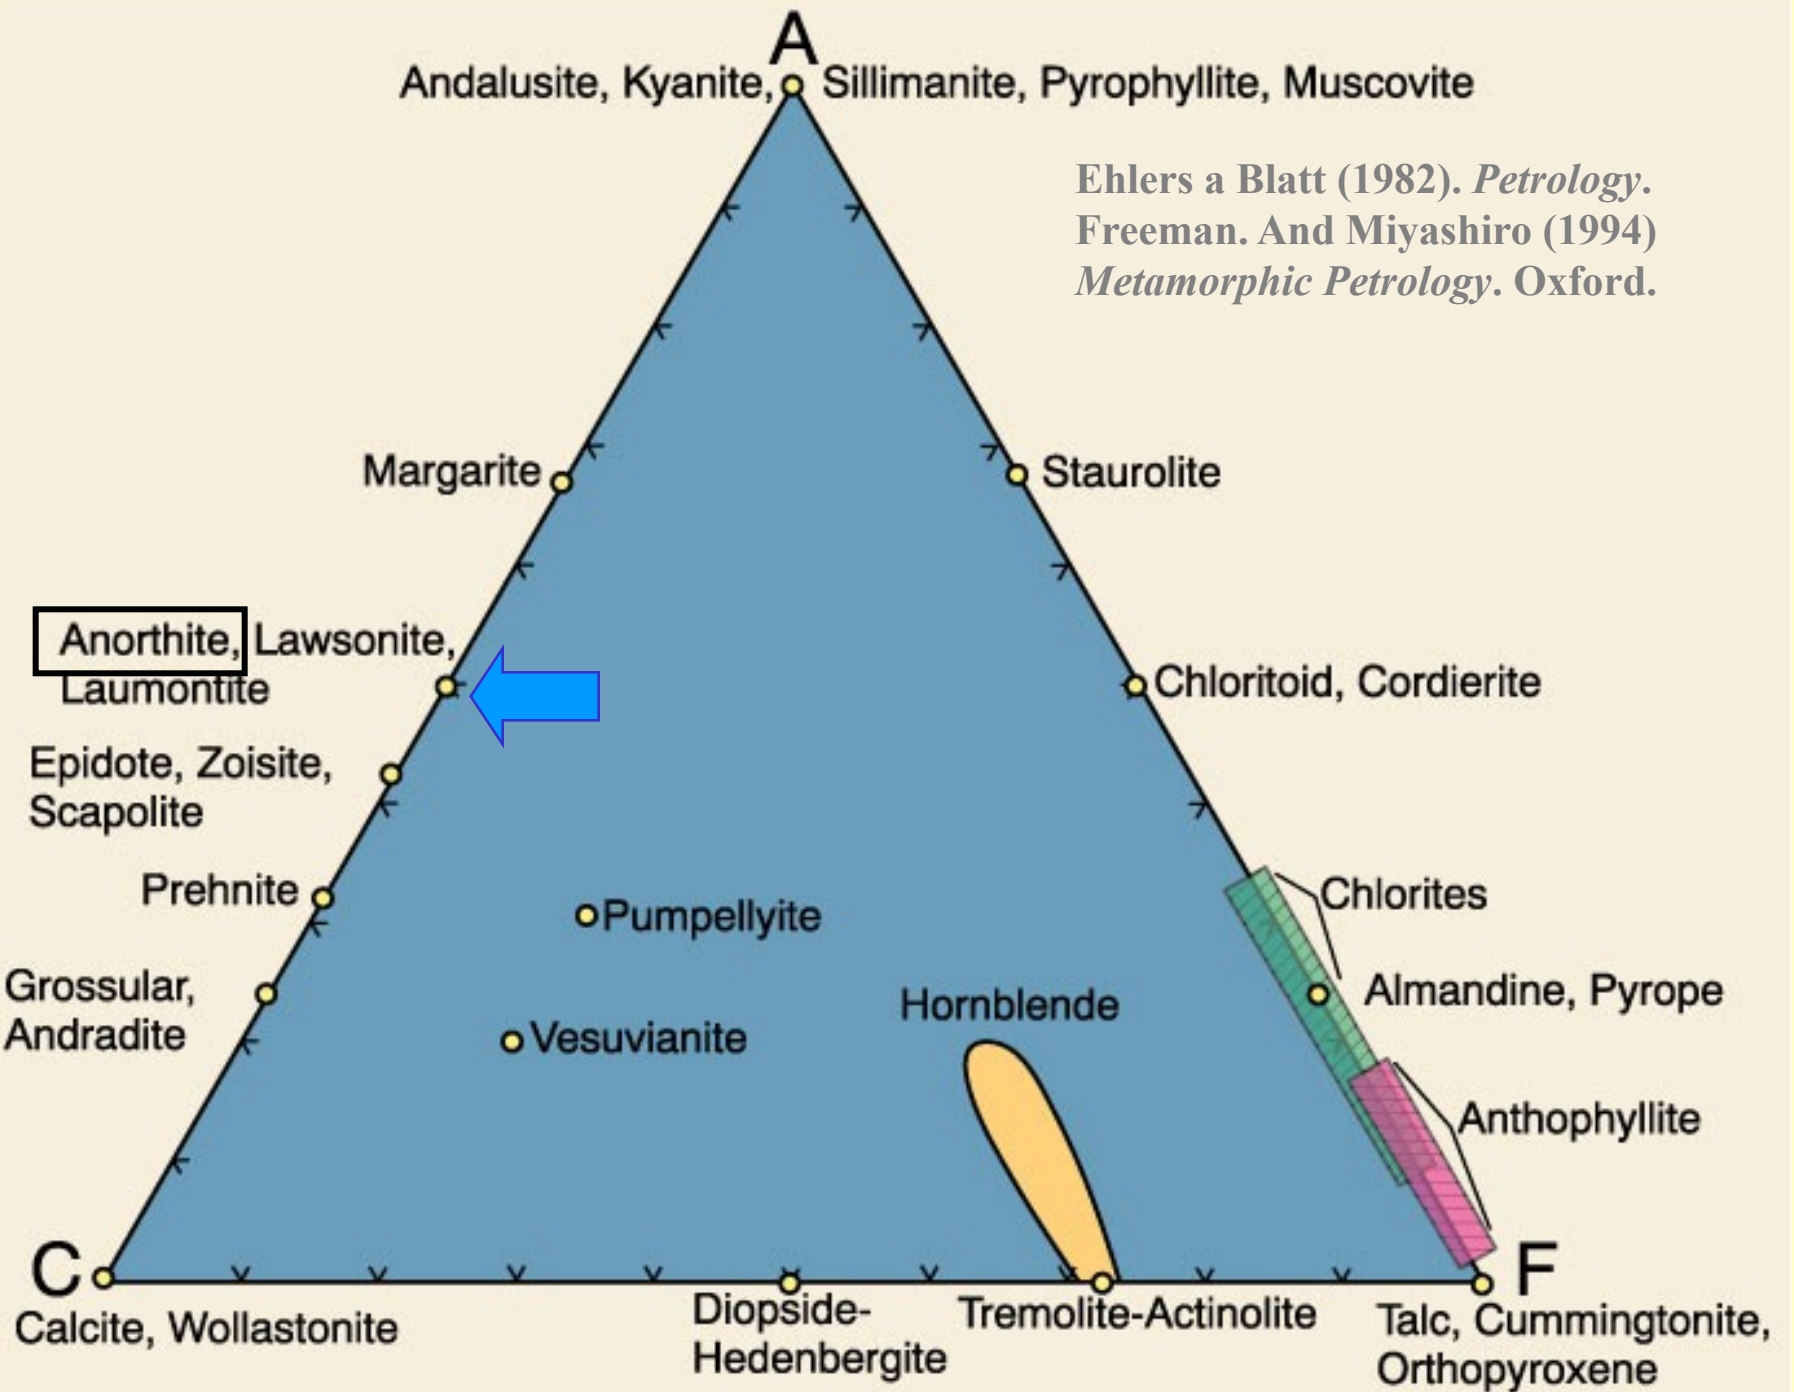 A
Andalusite, Kyanite, Sillimanite, Pyrophyllite, Muscovite
Ehlers a Blatt (1982). Petrology.
Freeman. And Miyashiro (1994)
Metamorphic Petrology. Oxford.
Margarite
Staurolite
Anorthite, Lawsonite,
Laumontite
Chloritoid, Cordierite
Epidote, Zoisite,
Scapolite
Prehnite
Chlorites
Pumpellyite
Grossular,
Andradite
Almandine, Pyrope
Hornblende
Vesuvianite
Anthophyllite
C
F
Calcite, Wollastonite
Diopside-
Hedenbergite
Tremolite-Actinolite
Talc, Cummingtonite,
Orthopyroxene